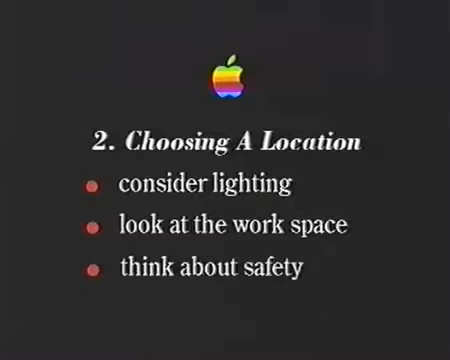 2. Choosing A Location
consider lighting
look at the work space
think about safety